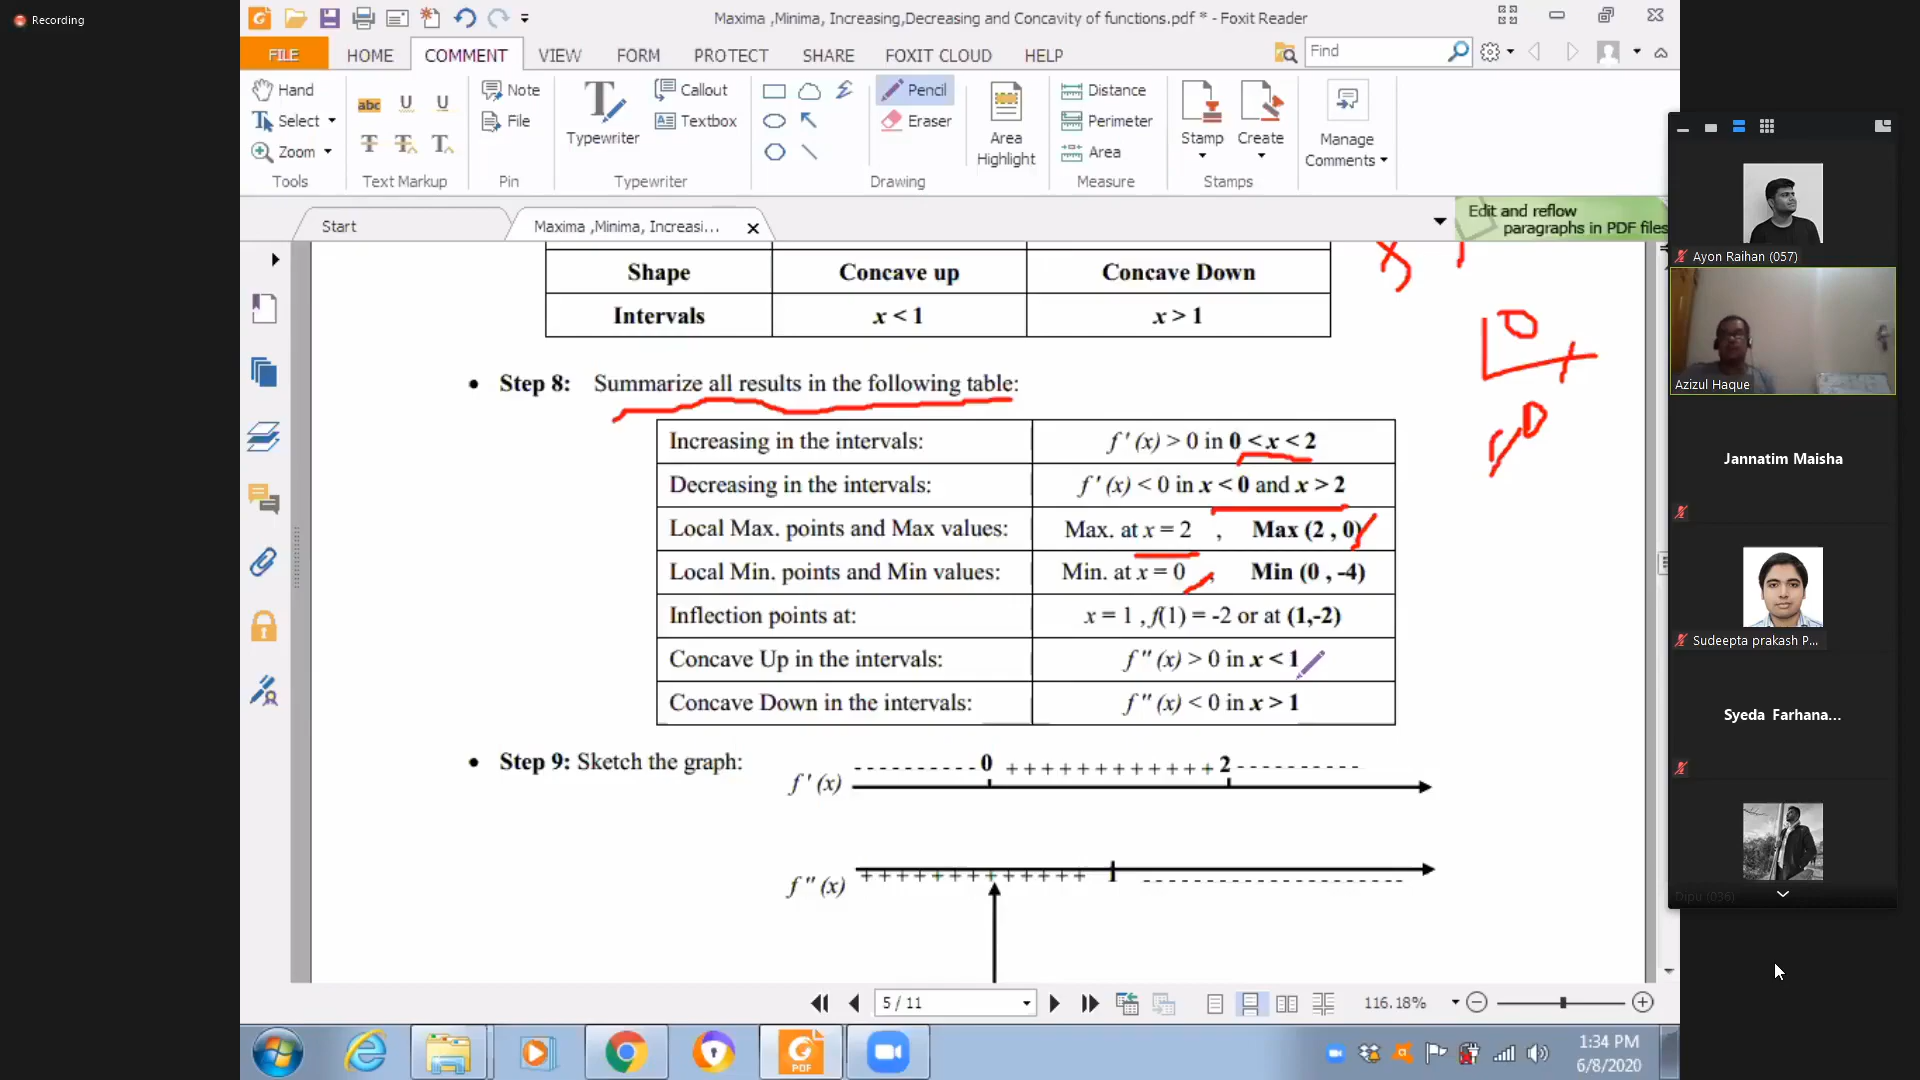 Recording
Maxima ,Minima, Increasing,Decreasing and Concavity of functions.pdf * - Foxit Reader
FILE HOME COMMENT VIEW FORM PROTECT SHARE FOXIT CLOUD HELP
Find
Hand
Select
Zoom
Tools
abc U U
T T T
Text Markup
Note
File
Pin
Typewriter
Callout
Textbox
Typewriter
Pencil
Eraser
Drawing
Area Highlight
Distance
Perimeter
Area
Measure
Stamp
Create
Stamps
Manage Comments
Start
Maxima ,Minima, Increasi...
Edit and reflow
paragraphs in PDF files
Shape Concave up Concave Down
Intervals x < 1 x > 1
• Step 8: Summarize all results in the following table:
Increasing in the intervals: f ' (x) > 0 in 0 < x < 2
Decreasing in the intervals: f ' (x) < 0 in x < 0 and x > 2
Local Max. points and Max values: Max. at x = 2 , Max (2 , 0)
Local Min. points and Min values: Min. at x = 0 , Min (0 , -4)
Inflection points at: x = 1 , f(1) = -2 or at (1,-2)
Concave Up in the intervals: f " (x) > 0 in x < 1
Concave Down in the intervals: f " (x) < 0 in x > 1
• Step 9: Sketch the graph:
- - - - - - - - - - 0 + + + + + + + + + + + + 2 - - - - - - - - - -
f ' (x)
f " (x) + + + + + + + + + + + + + 1 - - - - - - - - - -
5 / 11
116.18%
1:34 PM
6/8/2020
PDF
Ayon Raihan (057)
Azizul Haque
Jannatim Maisha
Sudeepta prakash P...
Syeda Farhana...
Dipu (036)